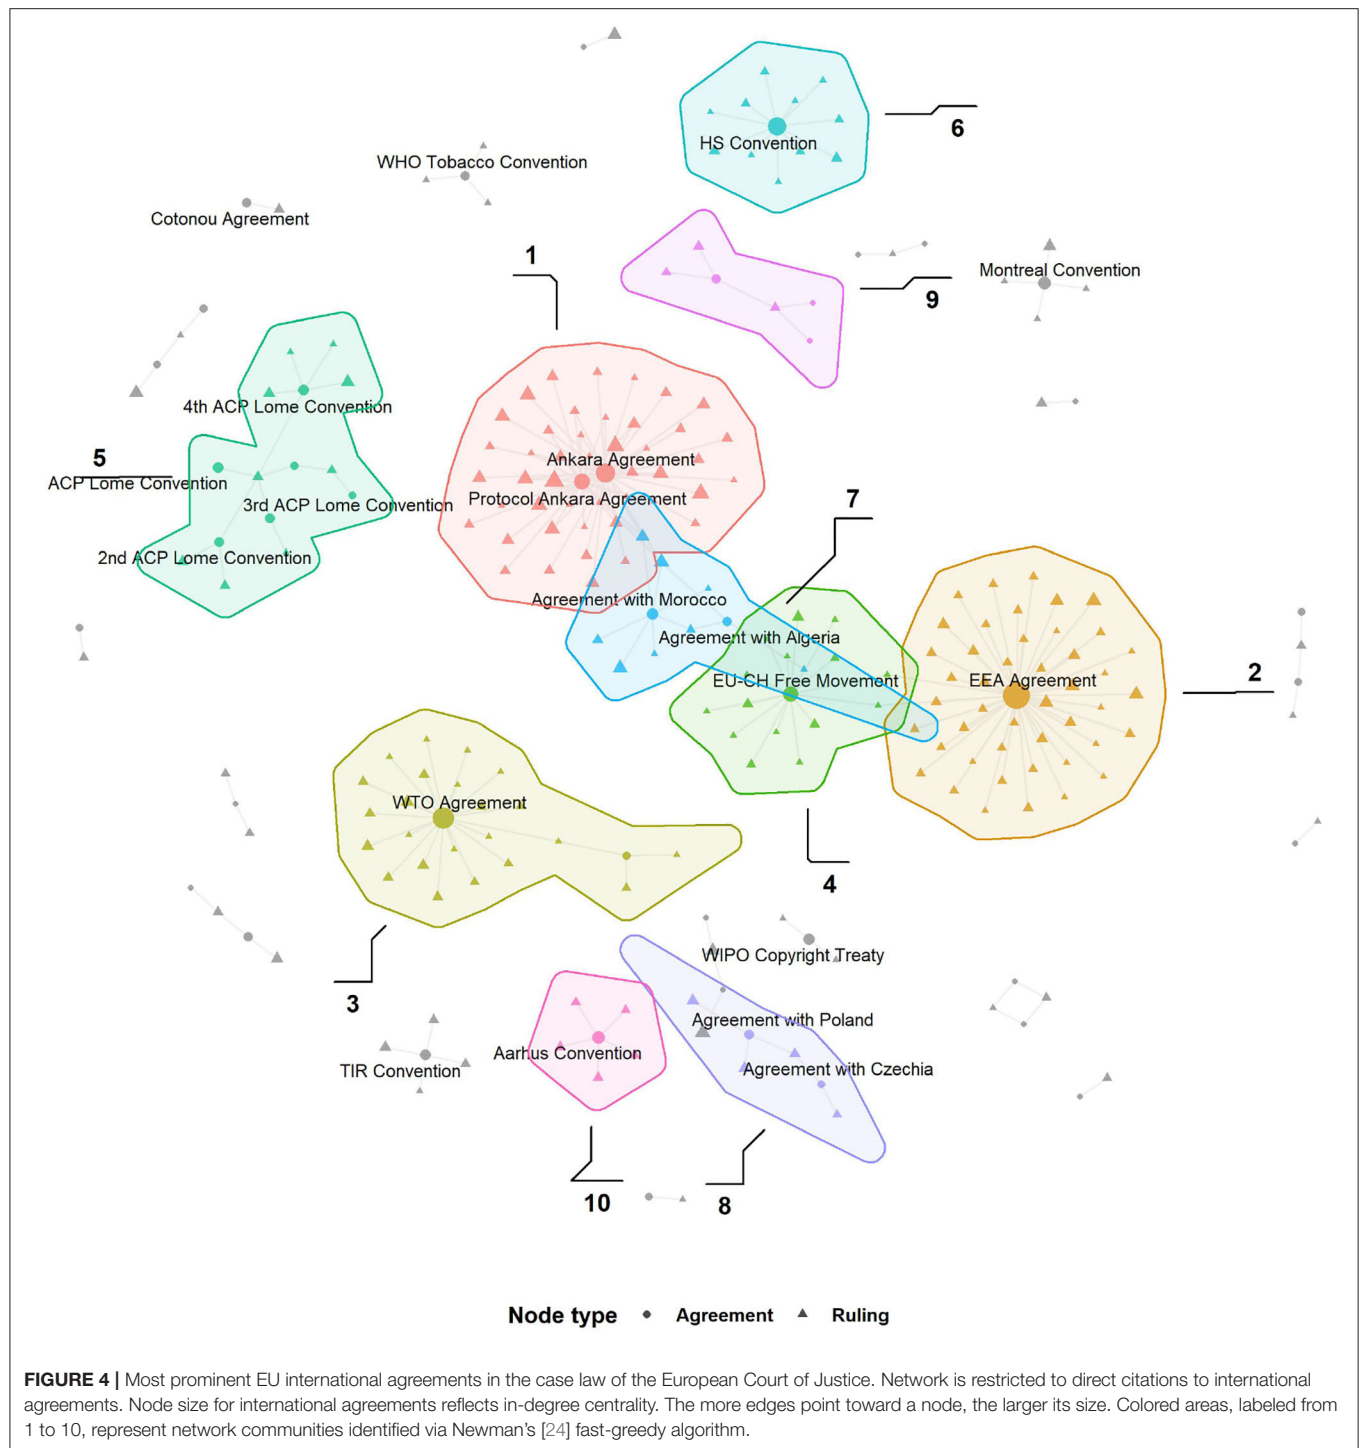 6
HS Convention
WHO Tobacco Convention
Cotonou Agreement
1
9
Montreal Convention
4th ACP Lome Convention
5
ACP Lome Convention
3rd ACP Lome Convention
2nd ACP Lome Convention
Ankara Agreement
Protocol Ankara Agreement
7
Agreement with Morocco
Agreement with Algeria
EU-CH Free Movement
EEA Agreement
2
WTO Agreement
4
3
WIPO Copyright Treaty
Agreement with Poland
Aarhus Convention
TIR Convention
Agreement with Czechia
10
8
Node type Agreement Ruling
FIGURE 4 | Most prominent EU international agreements in the case law of the European Court of Justice. Network is restricted to direct citations to international
agreements. Node size for international agreements reflects in-degree centrality. The more edges point toward a node, the larger its size. Colored areas, labeled from
1 to 10, represent network communities identified via Newman's [24] fast-greedy algorithm.